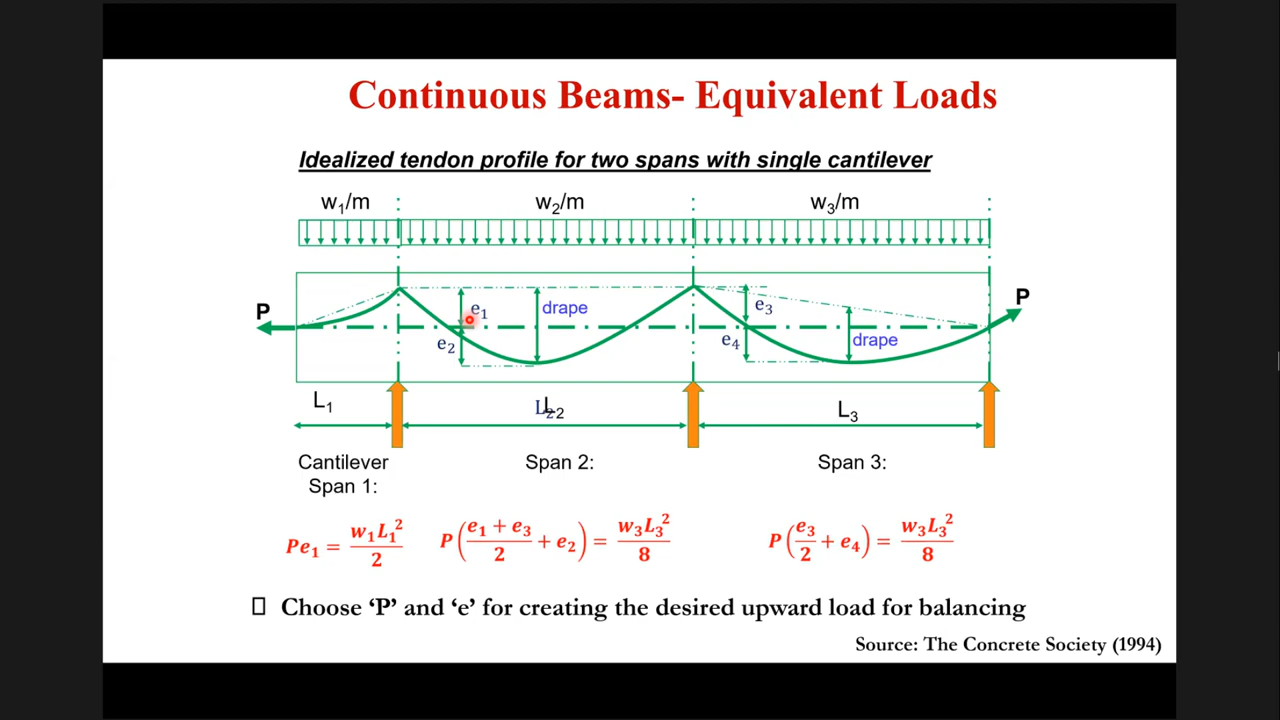 Continuous Beams- Equivalent Loads
Idealized tendon profile for two spans with single cantilever
w₁/m w₂/m w₃/m
P P
e₁ drape e₃
e₂ e₄ drape
L₁ L₂ L₂ L₃
Cantilever Span 2: Span 3:
Span 1:
Pe₁ = w₁L₁²/2 P((e₁ + e₃)/2 + e₂) = w₃L₃²/8 P(e₃/2 + e₄) = w₃L₃²/8
Choose ‘P’ and ‘e’ for creating the desired upward load for balancing
Source: The Concrete Society (1994)